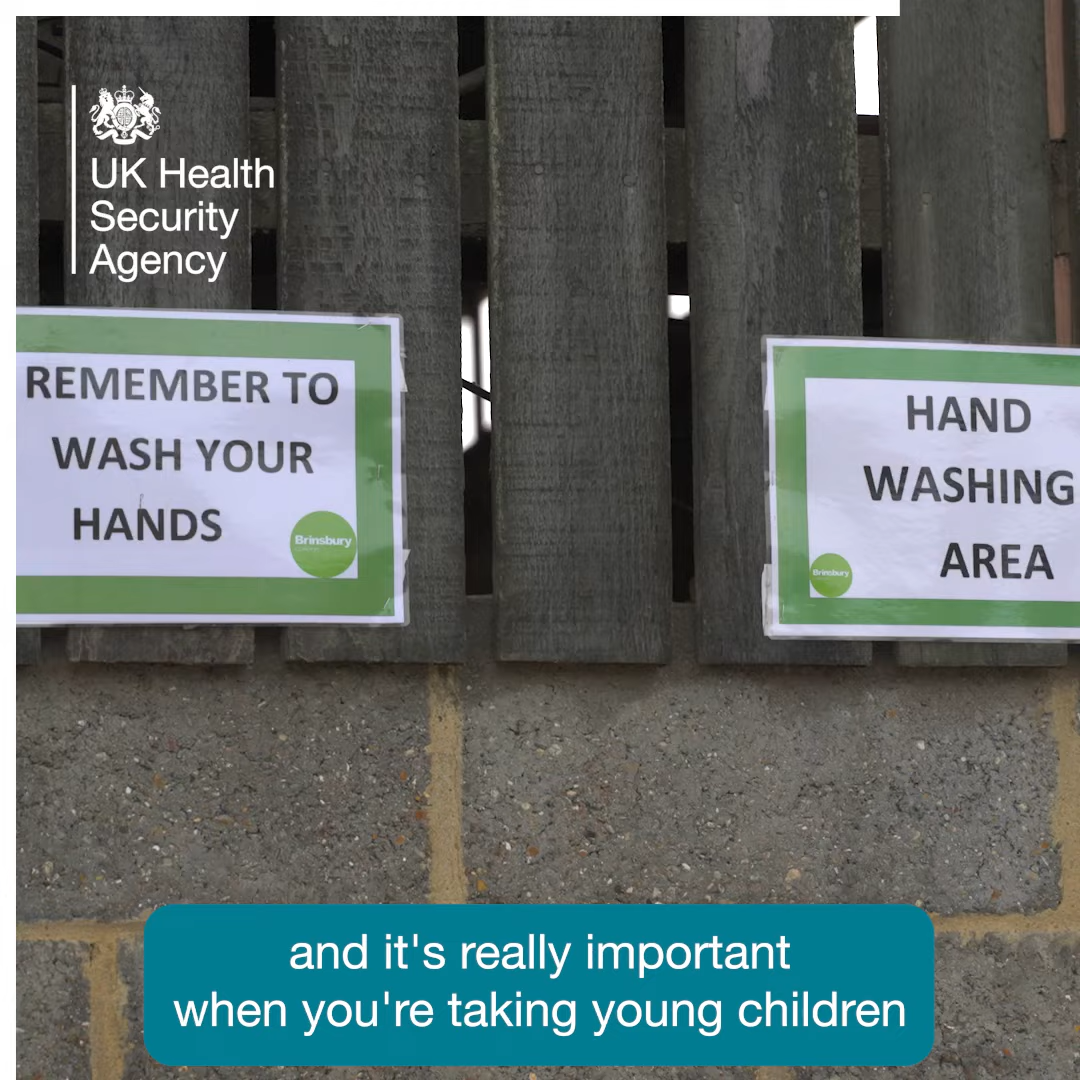 UK Health
Security
Agency
REMEMBER TO
WASH YOUR
HANDS
Brinsbury
HAND
WASHING
AREA
Brinsbury
and it's really important
when you're taking young children